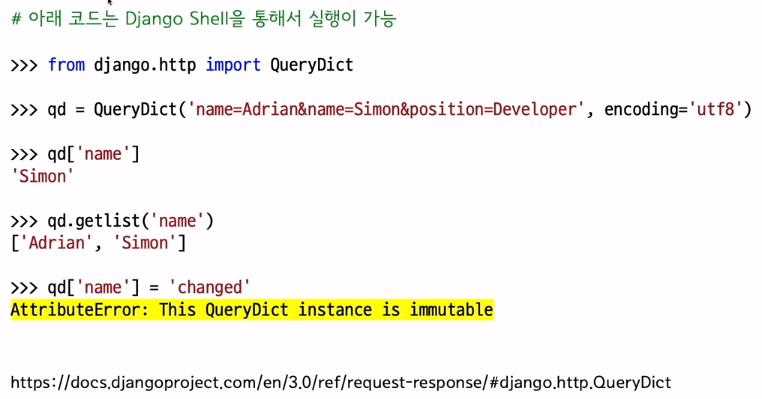 # 아래 코드는 Django Shell을 통해서 실행이 가능
>>> from django.http import QueryDict
>>> qd = QueryDict('name=Adrian&name=Simon&position=Developer', encoding='utf8')
>>> qd['name']
'Simon'
>>> qd.getlist('name')
['Adrian', 'Simon']
>>> qd['name'] = 'changed'
AttributeError: This QueryDict instance is immutable
https://docs.djangoproject.com/en/3.0/ref/request-response/#django.http.QueryDict